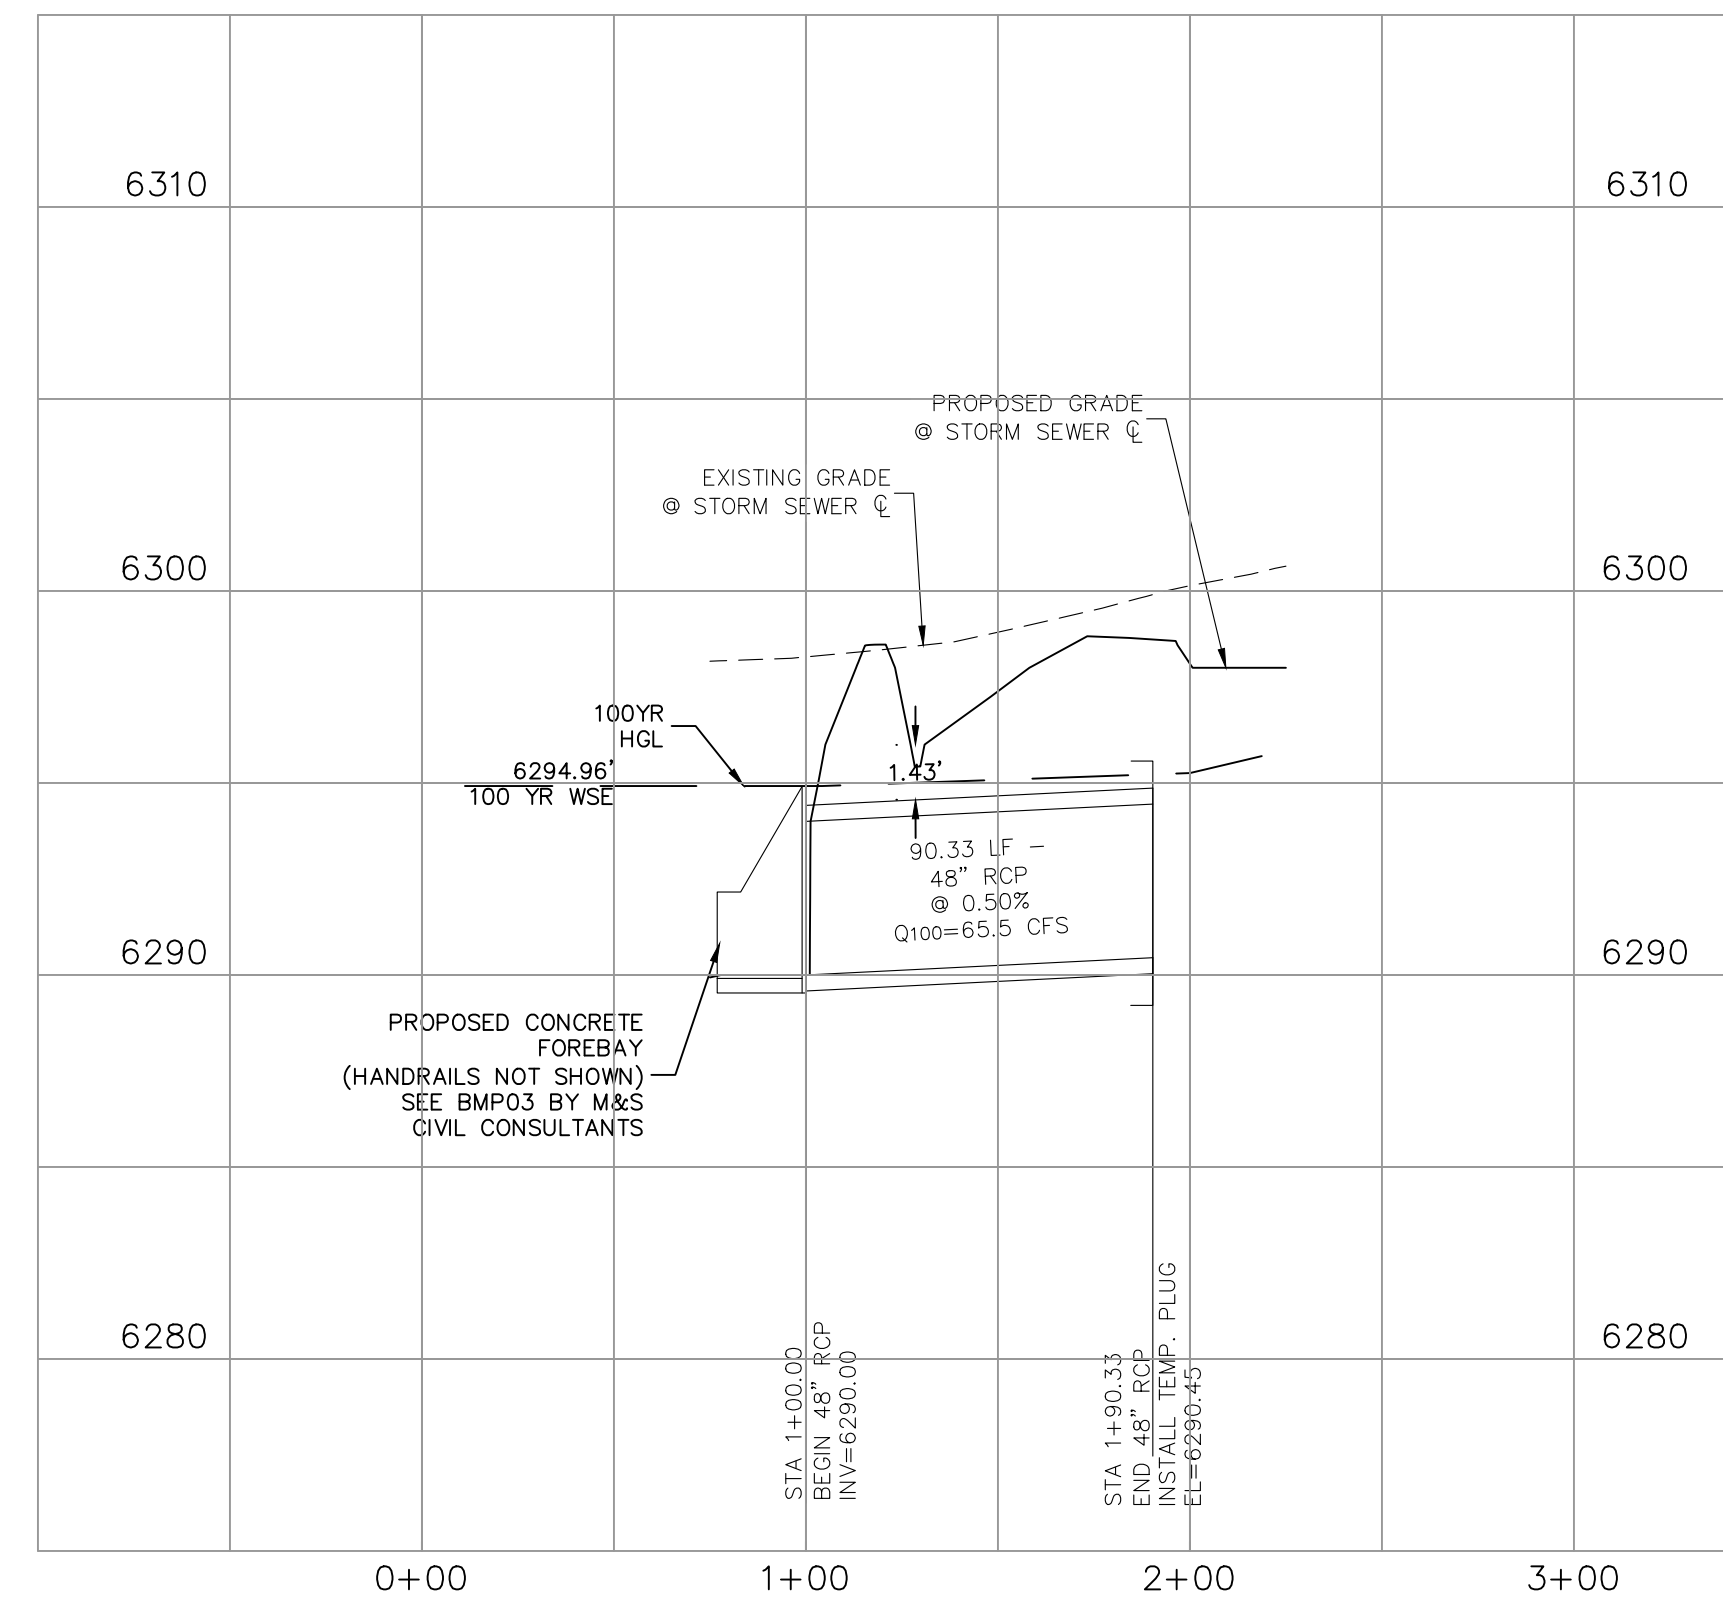 6310
6310
PROPOSED GRADE
@ STORM SEWER ℄
EXISTING GRADE
@ STORM SEWER ℄
6300
6300
100YR
HGL
6294.96'
100 YR WSE
1.43'
90.33 LF –
48" RCP
@ 0.50%
Q100=65.5 CFS
6290
6290
PROPOSED CONCRETE
FOREBAY
(HANDRAILS NOT SHOWN)
SEE BMP03 BY M&S
CIVIL CONSULTANTS
6280
6280
STA 1+00.00
BEGIN 48" RCP
INV=6290.00
STA 1+90.33
END 48" RCP
INSTALL TEMP. PLUG
EL=6290.45
0+00
1+00
2+00
3+00